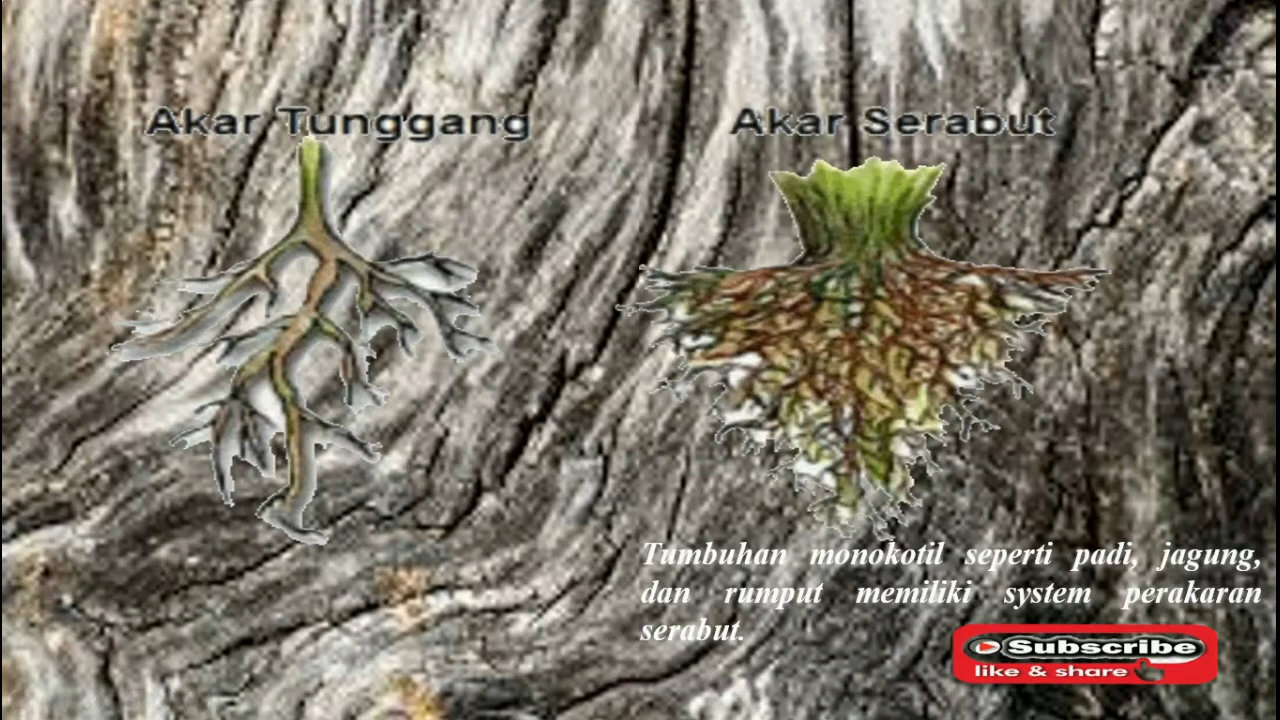 Akar Tunggang
Akar Serabut
Tumbuhan monokotil seperti padi, jagung,
dan rumput memiliki system perakaran
serabut.
Subscribe
like & share